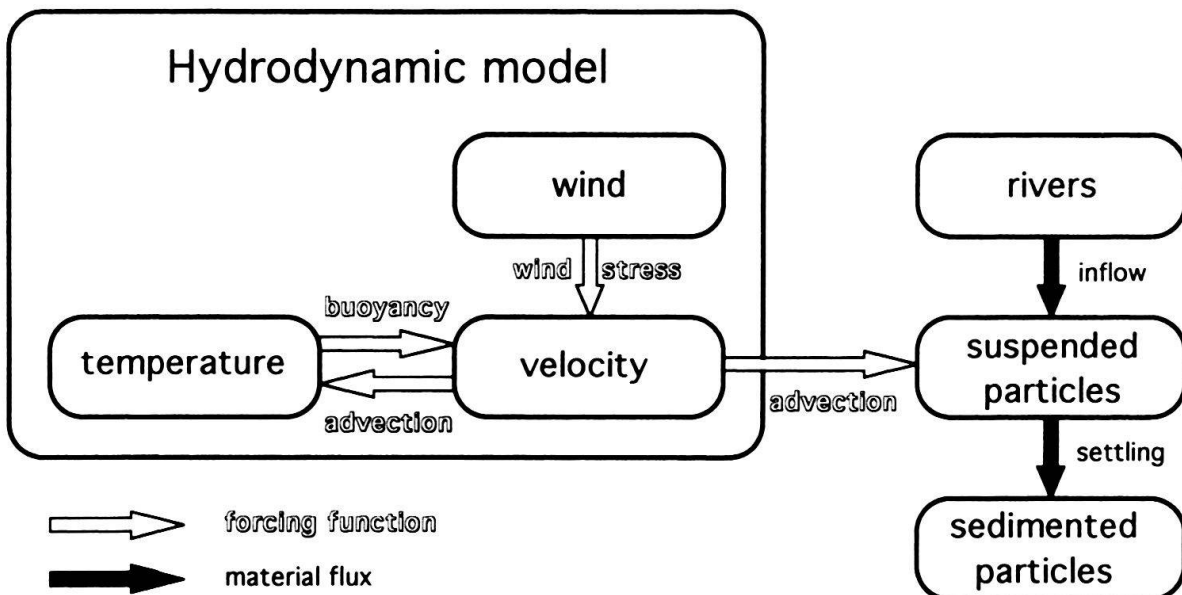 Hydrodynamic model
wind
rivers
wind stress
inflow
buoyancy
temperature
velocity
suspended
particles
advection
advection
settling
forcing function
sedimented
particles
material flux